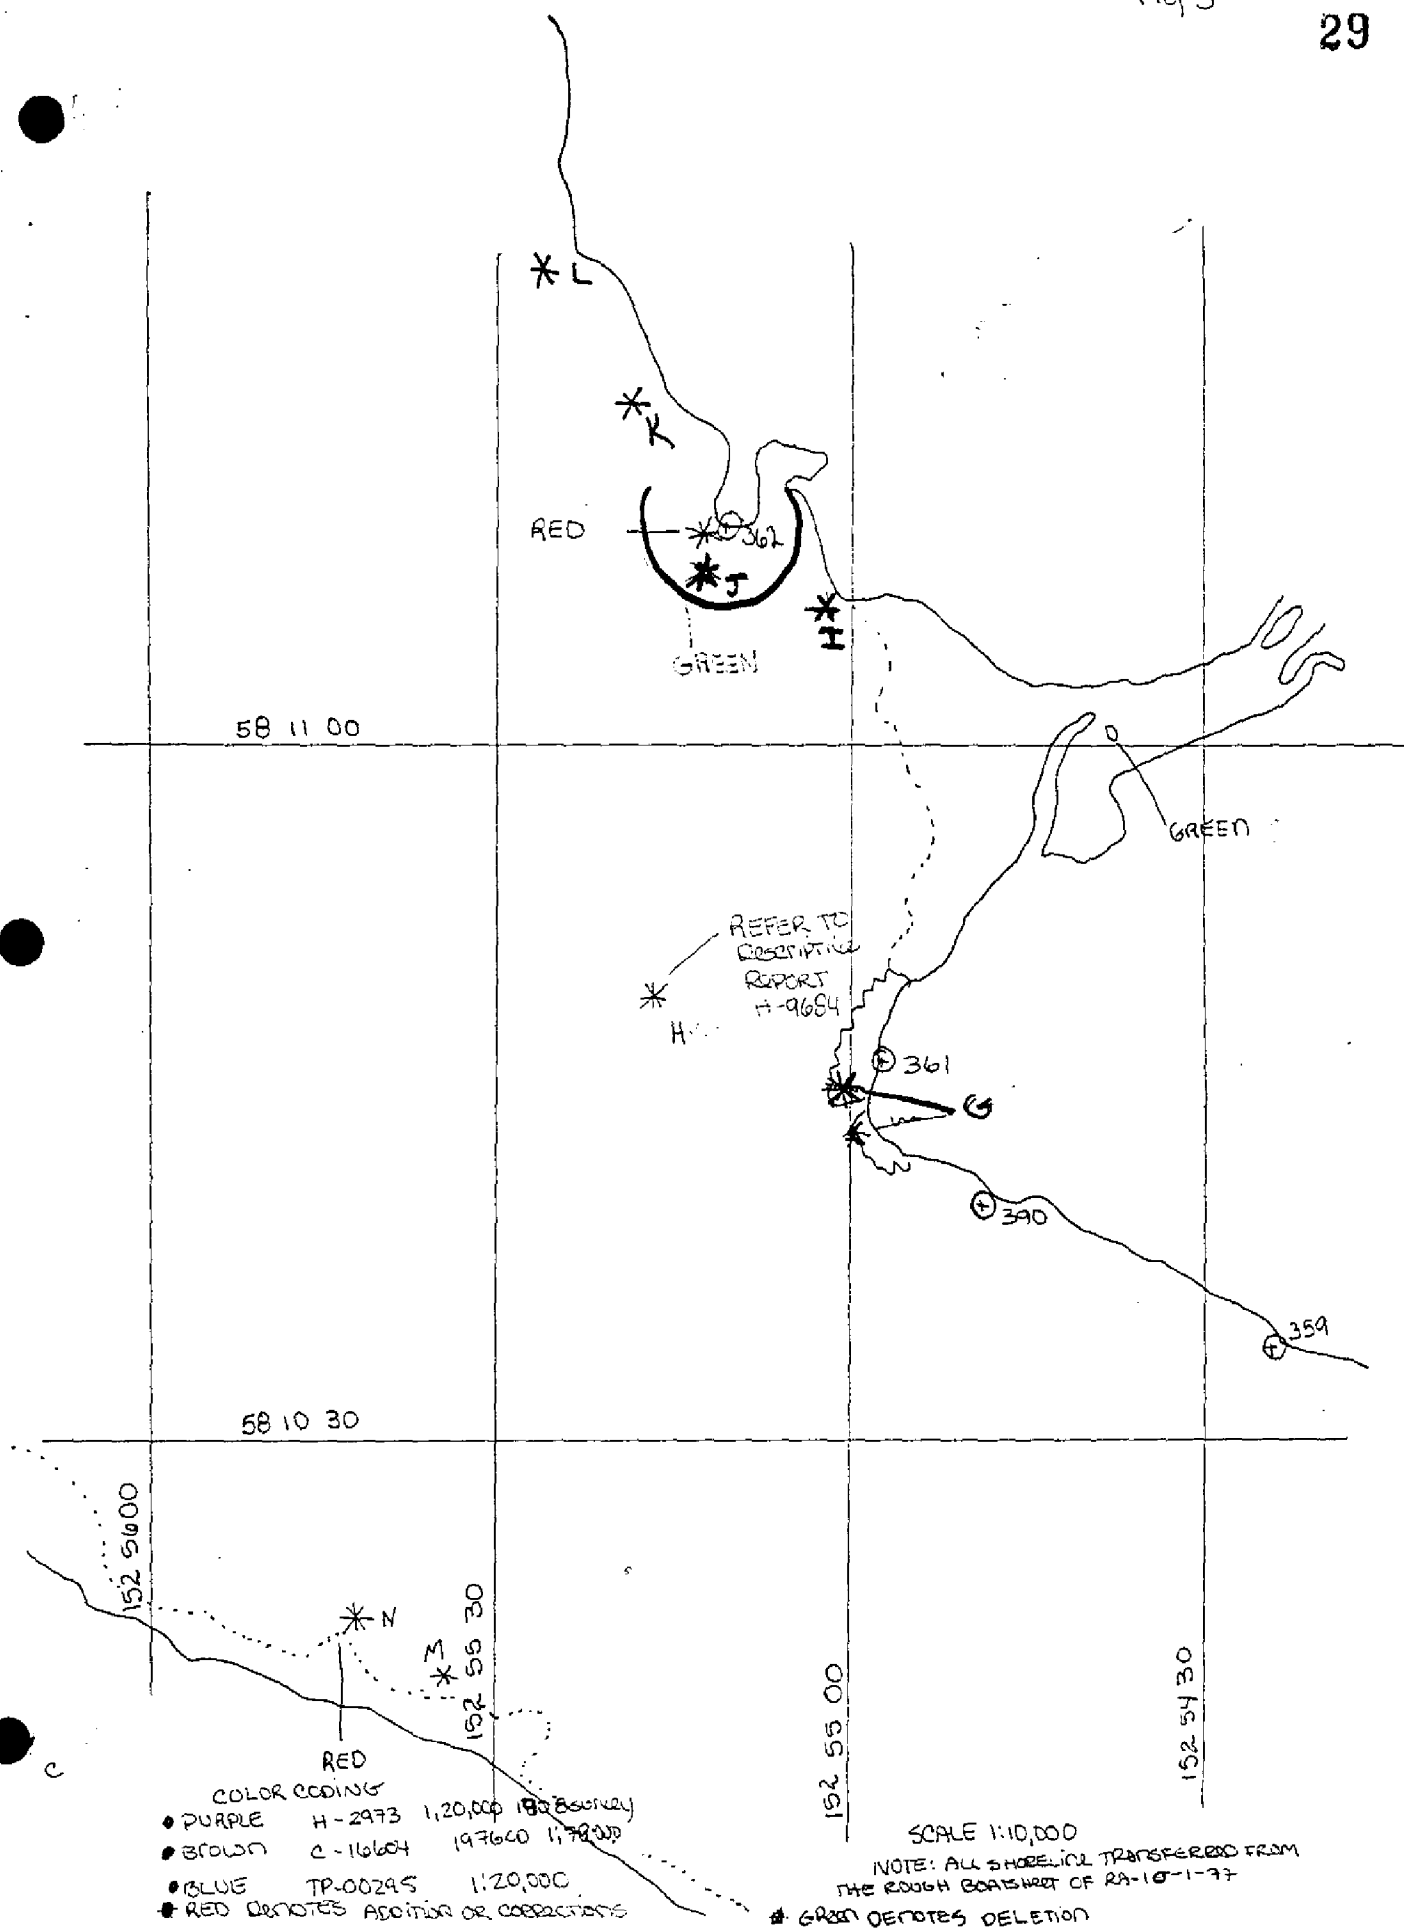 29
L
K
RED
362
J
I
GREEN
58 11 00
GREEN
REFER TO
DESCRIPTIVE
REPORT
H-9684
H
361
G
390
359
58 10 30
152 56 00
N
M
152 55 30
152 55 00
152 54 30
RED
C
COLOR CODING
PURPLE H-2973 1,20,000 survey
BROWN C-16604 1:78000
BLUE TP-00295 1:20,000
RED DENOTES ADDITION OR CORRECTIONS
SCALE 1:10,000
NOTE: ALL SHORELINE TRANSFERRED FROM
THE ROUGH BOATSHEET OF RA-10-1-77
* GREEN DENOTES DELETION